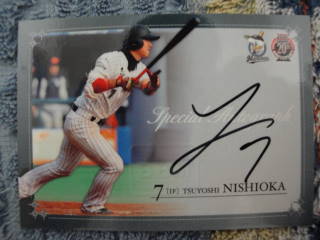 Special Autograph
7 [IF] TSUYOSHI NISHIOKA